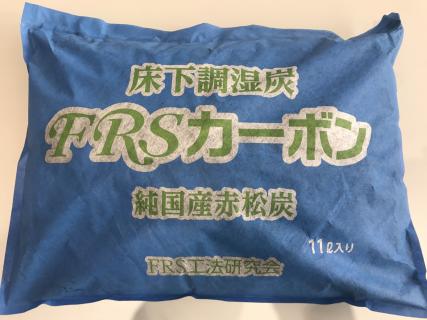 床下調湿炭
FRSカーボン
純国産赤松炭
11ℓ入り
FRS工法研究会